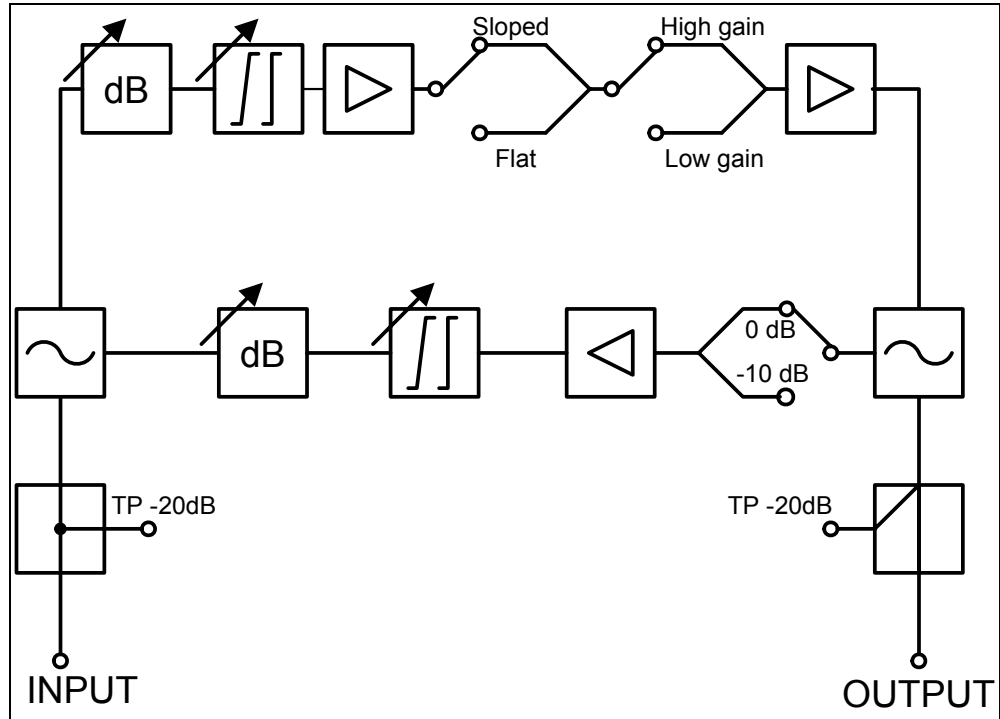 Sloped
High gain
dB
Flat
Low gain
0 dB
dB
-10 dB
TP -20dB
TP -20dB
INPUT
OUTPUT